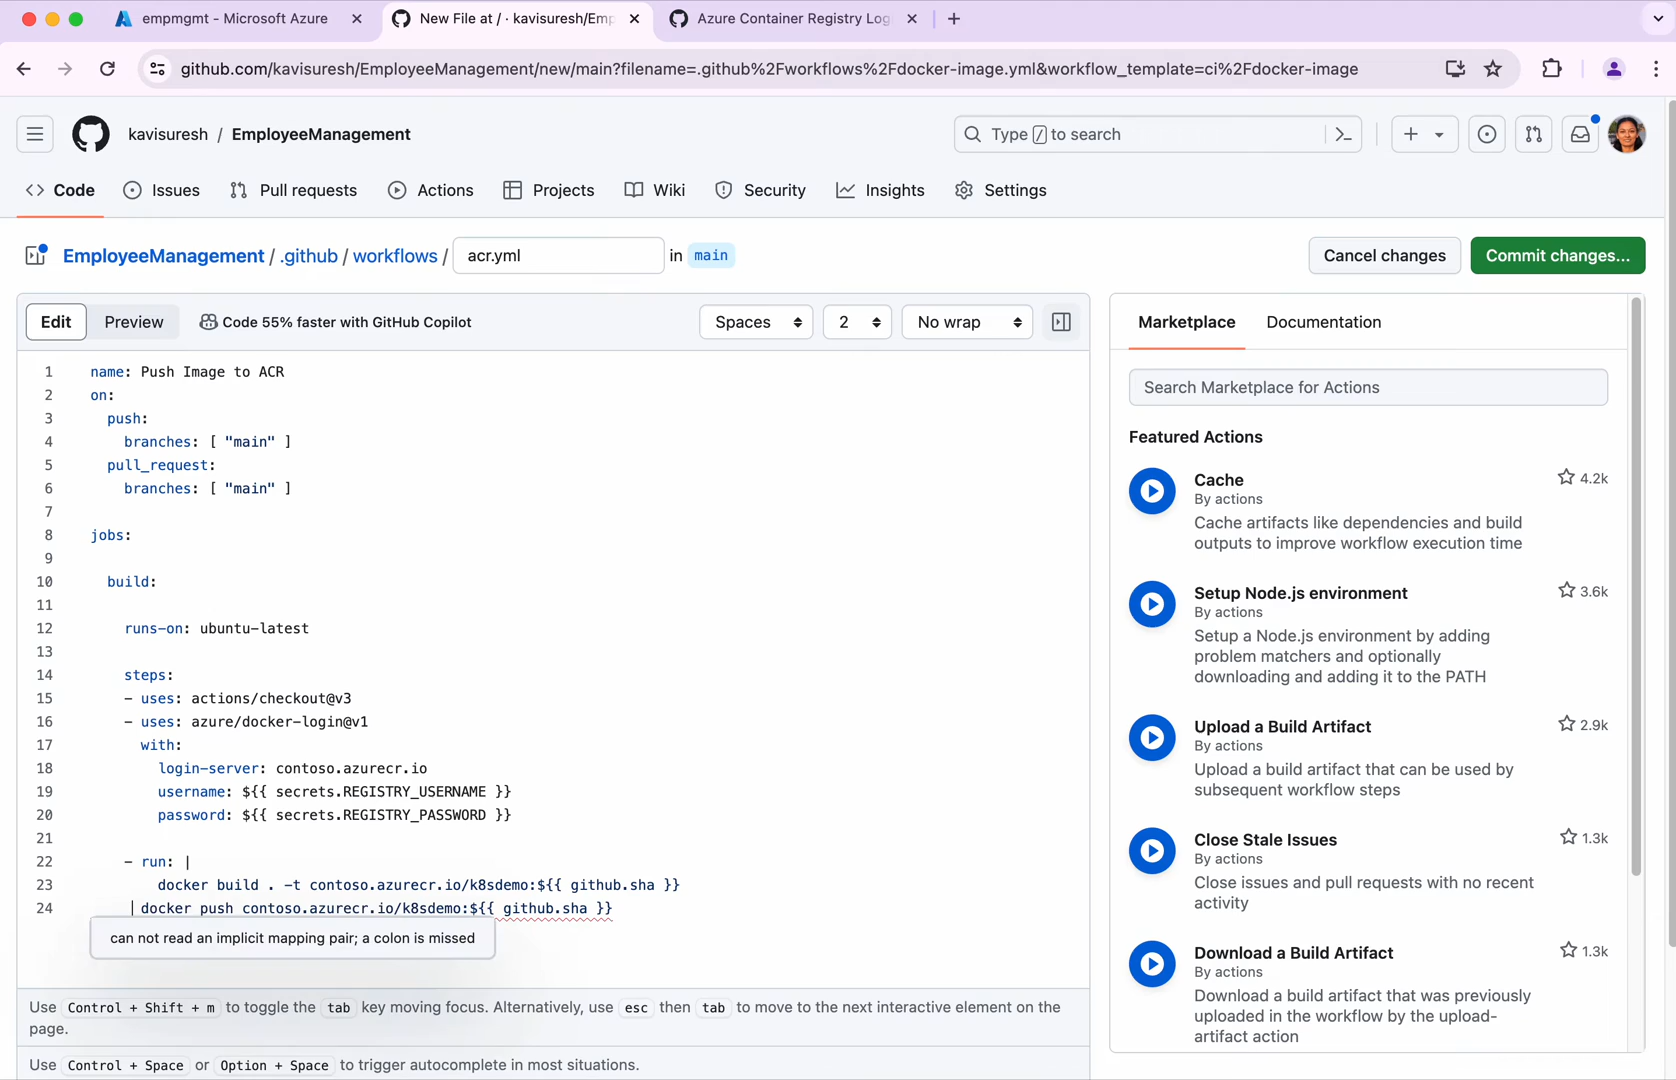 empmgmt - Microsoft Azure
New File at / · kavisuresh/Emp
Azure Container Registry Log
github.com/kavisuresh/EmployeeManagement/new/main?filename=.github%2Fworkflows%2Fdocker-image.yml&workflow_template=ci%2Fdocker-image
kavisuresh / EmployeeManagement
Type / to search
Code Issues Pull requests Actions Projects Wiki Security Insights Settings
EmployeeManagement / .github / workflows / acr.yml in main
Cancel changes Commit changes...
Edit Preview Code 55% faster with GitHub Copilot Spaces 2 No wrap
1 name: Push Image to ACR
2 on:
3 push:
4 branches: [ "main" ]
5 pull_request:
6 branches: [ "main" ]
7
8 jobs:
9
10 build:
11
12 runs-on: ubuntu-latest
13
14 steps:
15 - uses: actions/checkout@v3
16 - uses: azure/docker-login@v1
17 with:
18 login-server: contoso.azurecr.io
19 username: ${{ secrets.REGISTRY_USERNAME }}
20 password: ${{ secrets.REGISTRY_PASSWORD }}
21
22 - run: |
23 docker build . -t contoso.azurecr.io/k8sdemo:${{ github.sha }}
24 docker push contoso.azurecr.io/k8sdemo:${{ github.sha }}
can not read an implicit mapping pair; a colon is missed
Use Control + Shift + m to toggle the tab key moving focus. Alternatively, use esc then tab to move to the next interactive element on the
page.
Use Control + Space or Option + Space to trigger autocomplete in most situations.
Marketplace Documentation
Search Marketplace for Actions
Featured Actions
Cache 4.2k
By actions
Cache artifacts like dependencies and build
outputs to improve workflow execution time
Setup Node.js environment 3.6k
By actions
Setup a Node.js environment by adding
problem matchers and optionally
downloading and adding it to the PATH
Upload a Build Artifact 2.9k
By actions
Upload a build artifact that can be used by
subsequent workflow steps
Close Stale Issues 1.3k
By actions
Close issues and pull requests with no recent
activity
Download a Build Artifact 1.3k
By actions
Download a build artifact that was previously
uploaded in the workflow by the upload-
artifact action